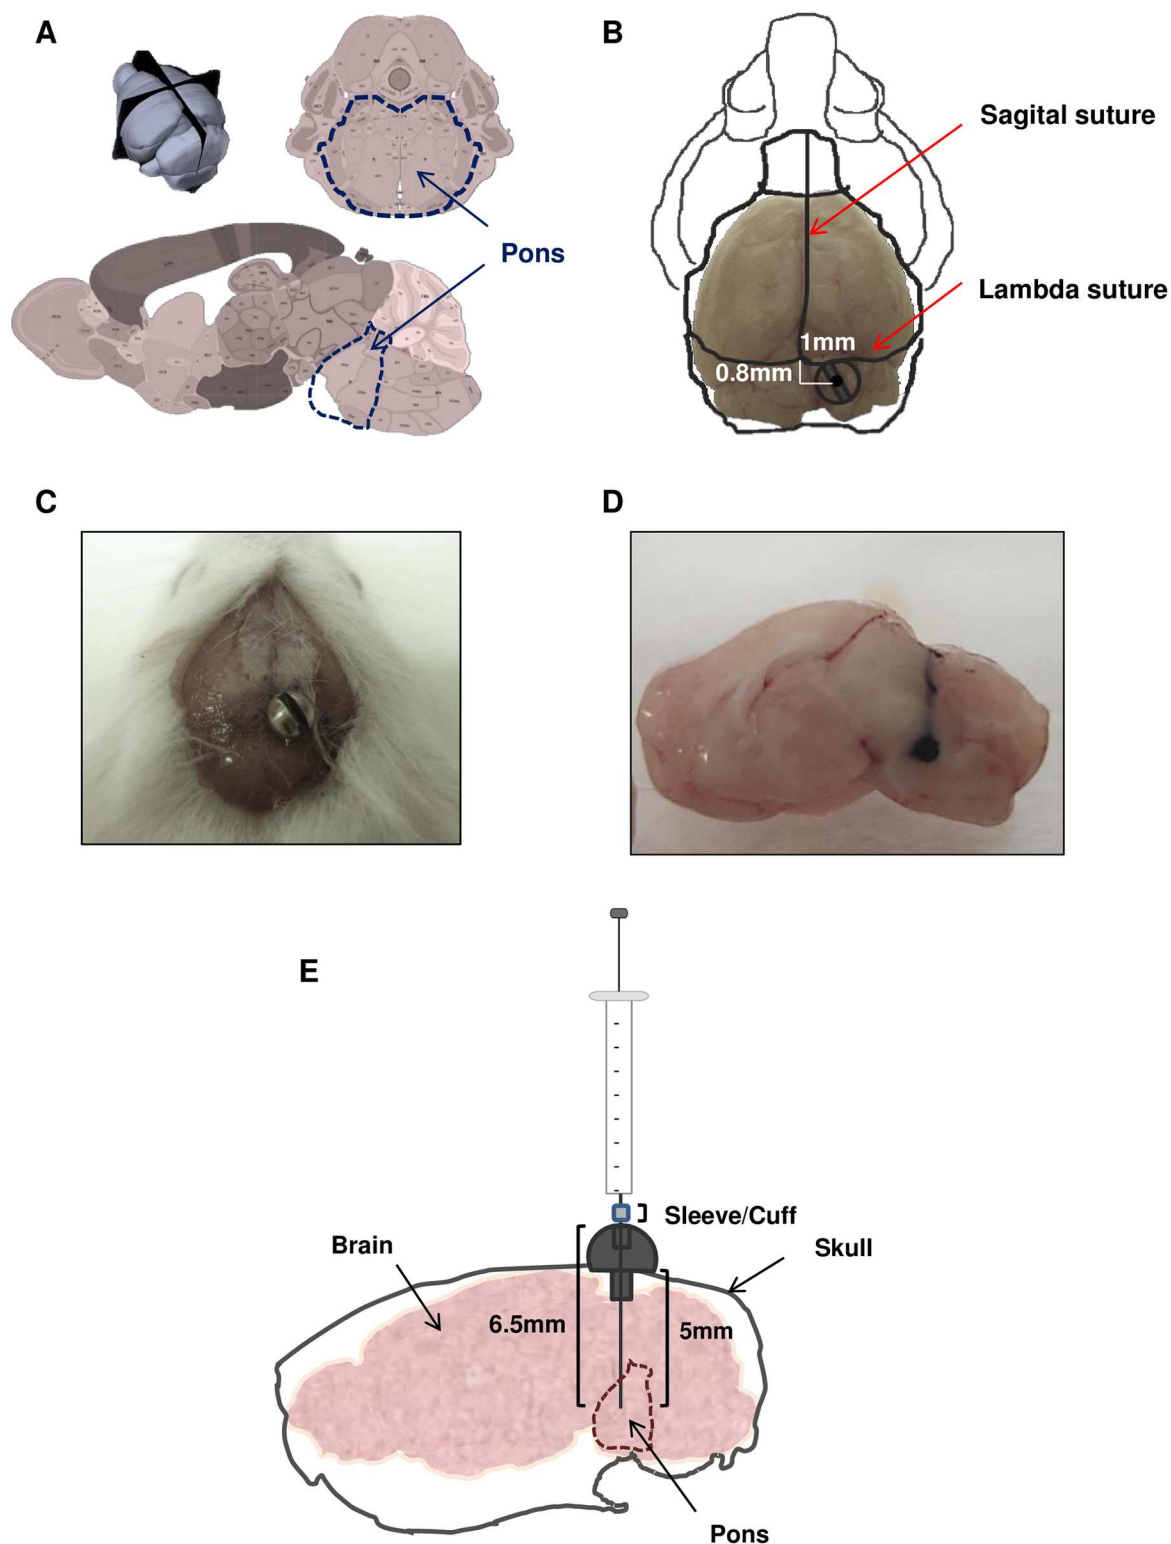 A
B
Sagital suture
Pons
Lambda suture
1mm
0.8mm
C
D
E
Sleeve/Cuff
Brain
Skull
6.5mm
5mm
Pons